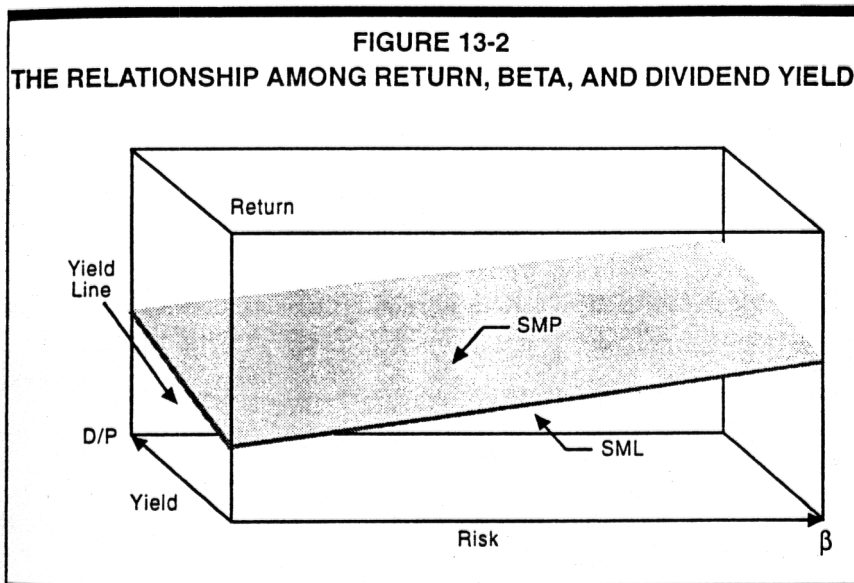 FIGURE 13-2
THE RELATIONSHIP AMONG RETURN, BETA, AND DIVIDEND YIELD
Return
Yield
Line
SMP
D/P
SML
Yield
Risk
β